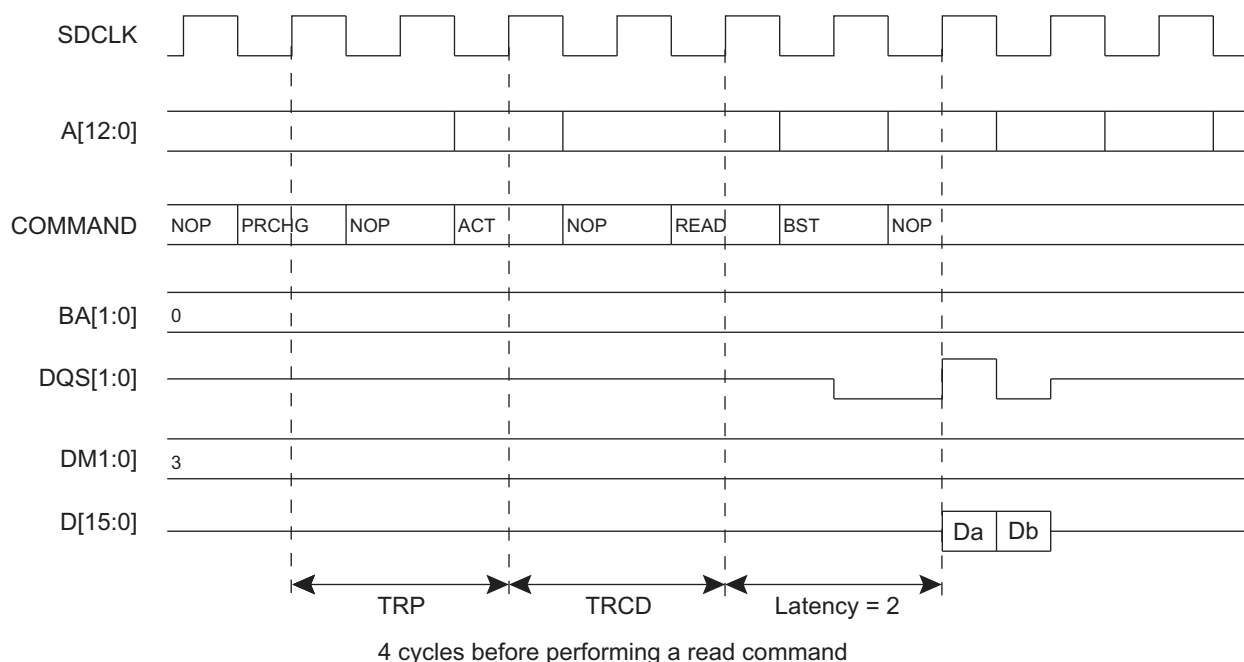 SDCLK
A[12:0]
COMMAND NOP PRCHG NOP ACT NOP READ BST NOP
BA[1:0] 0
DQS[1:0]
DM1:0] 3
D[15:0] Da Db
TRP TRCD Latency = 2
4 cycles before performing a read command